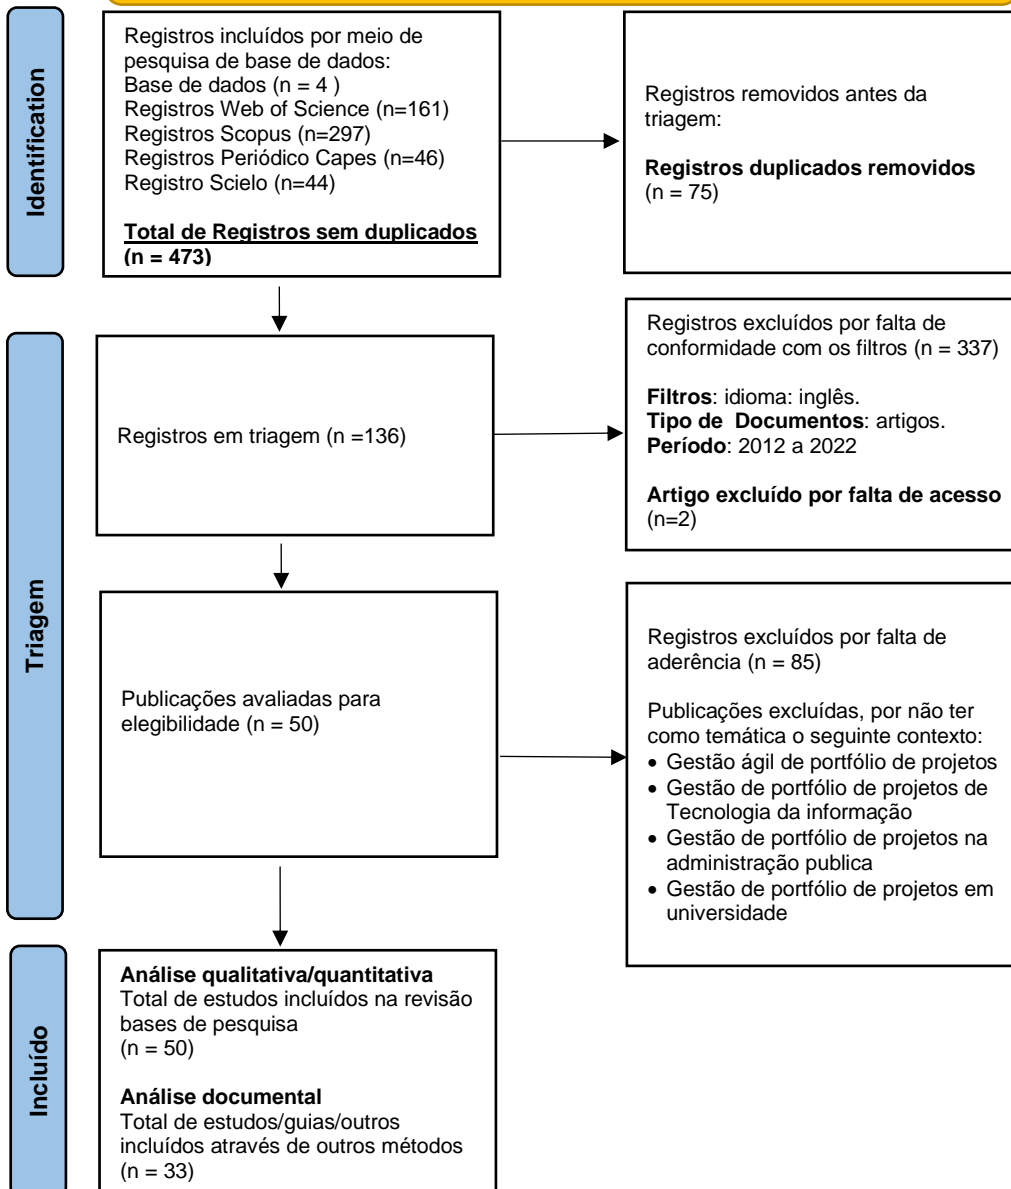 Identification
Registros incluídos por meio de
pesquisa de base de dados:
Base de dados (n = 4 )
Registros Web of Science (n=161)
Registros Scopus (n=297)
Registros Periódico Capes (n=46)
Registro Scielo (n=44)
Total de Registros sem duplicados
(n = 473)
Registros removidos antes da
triagem:
Registros duplicados removidos
(n = 75)
Triagem
Registros em triagem (n =136)
Registros excluídos por falta de
conformidade com os filtros (n = 337)
Filtros: idioma: inglês.
Tipo de Documentos: artigos.
Período: 2012 a 2022
Artigo excluído por falta de acesso
(n=2)
Publicações avaliadas para
elegibilidade (n = 50)
Registros excluídos por falta de
aderência (n = 85)
Publicações excluídas, por não ter
como temática o seguinte contexto:
• Gestão ágil de portfólio de projetos
• Gestão de portfólio de projetos de
Tecnologia da informação
• Gestão de portfólio de projetos na
administração publica
• Gestão de portfólio de projetos em
universidade
Incluído
Análise qualitativa/quantitativa
Total de estudos incluídos na revisão
bases de pesquisa
(n = 50)
Análise documental
Total de estudos/guias/outros
incluídos através de outros métodos
(n = 33)